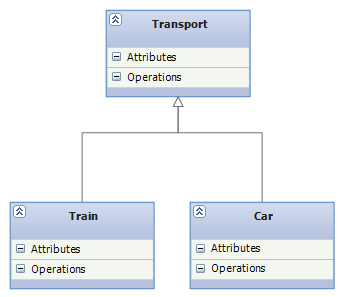 Transport
Attributes
Operations
Train
Attributes
Operations
Car
Attributes
Operations